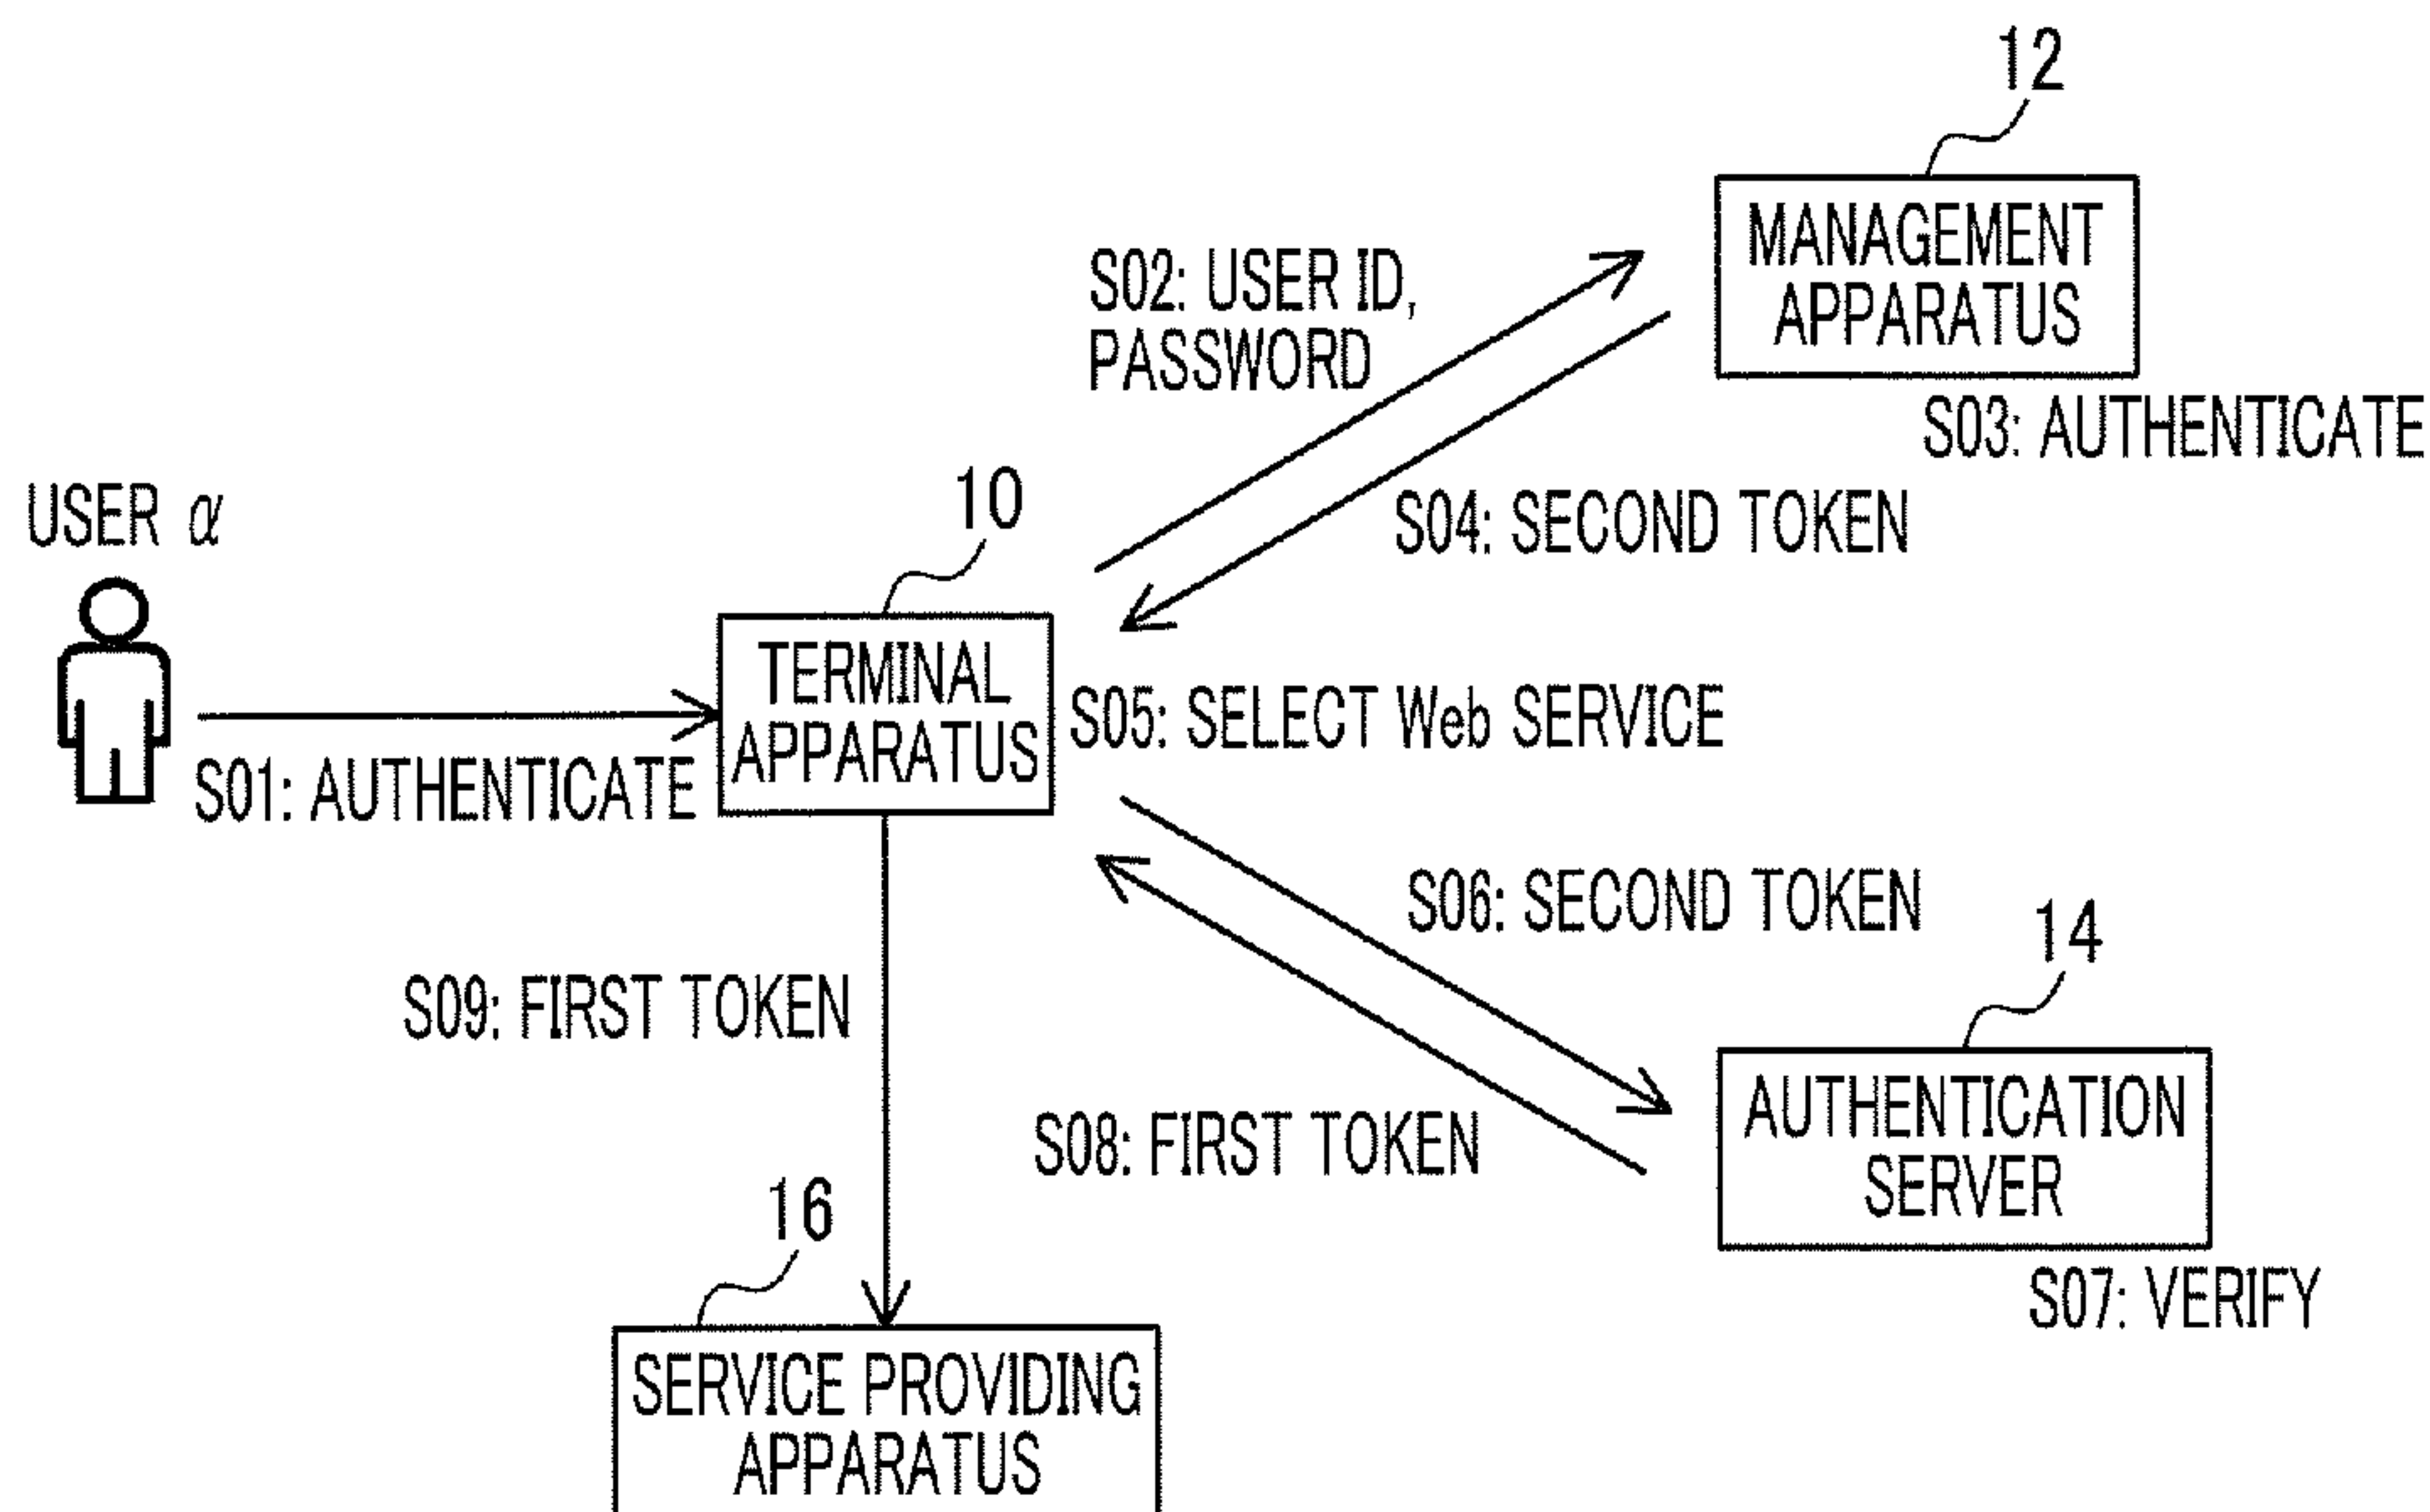 12
MANAGEMENT
APPARATUS
S02: USER ID,
PASSWORD
S03: AUTHENTICATE
S04: SECOND TOKEN
10
USER α
TERMINAL
APPARATUS
S05: SELECT Web SERVICE
S01: AUTHENTICATE
S06: SECOND TOKEN
14
S09: FIRST TOKEN
AUTHENTICATION
SERVER
S08: FIRST TOKEN
16
S07: VERIFY
SERVICE PROVIDING
APPARATUS